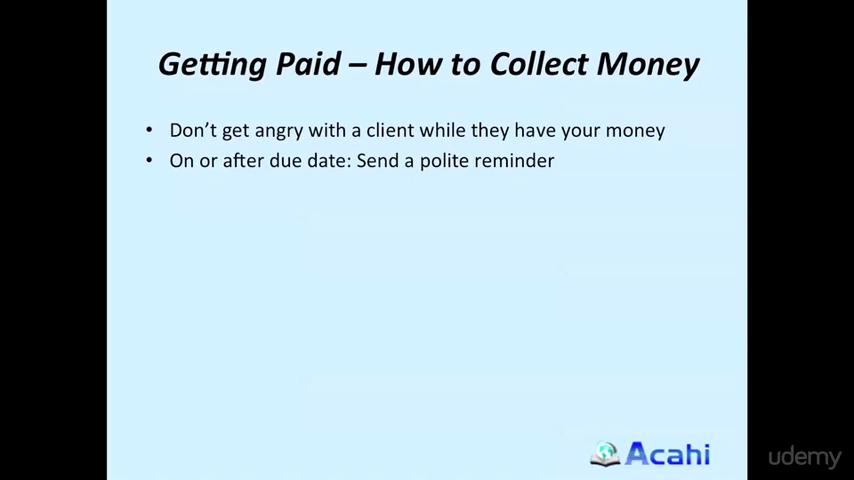 Getting Paid – How to Collect Money
• Don't get angry with a client while they have your money
• On or after due date: Send a polite reminder
Acahi
udemy